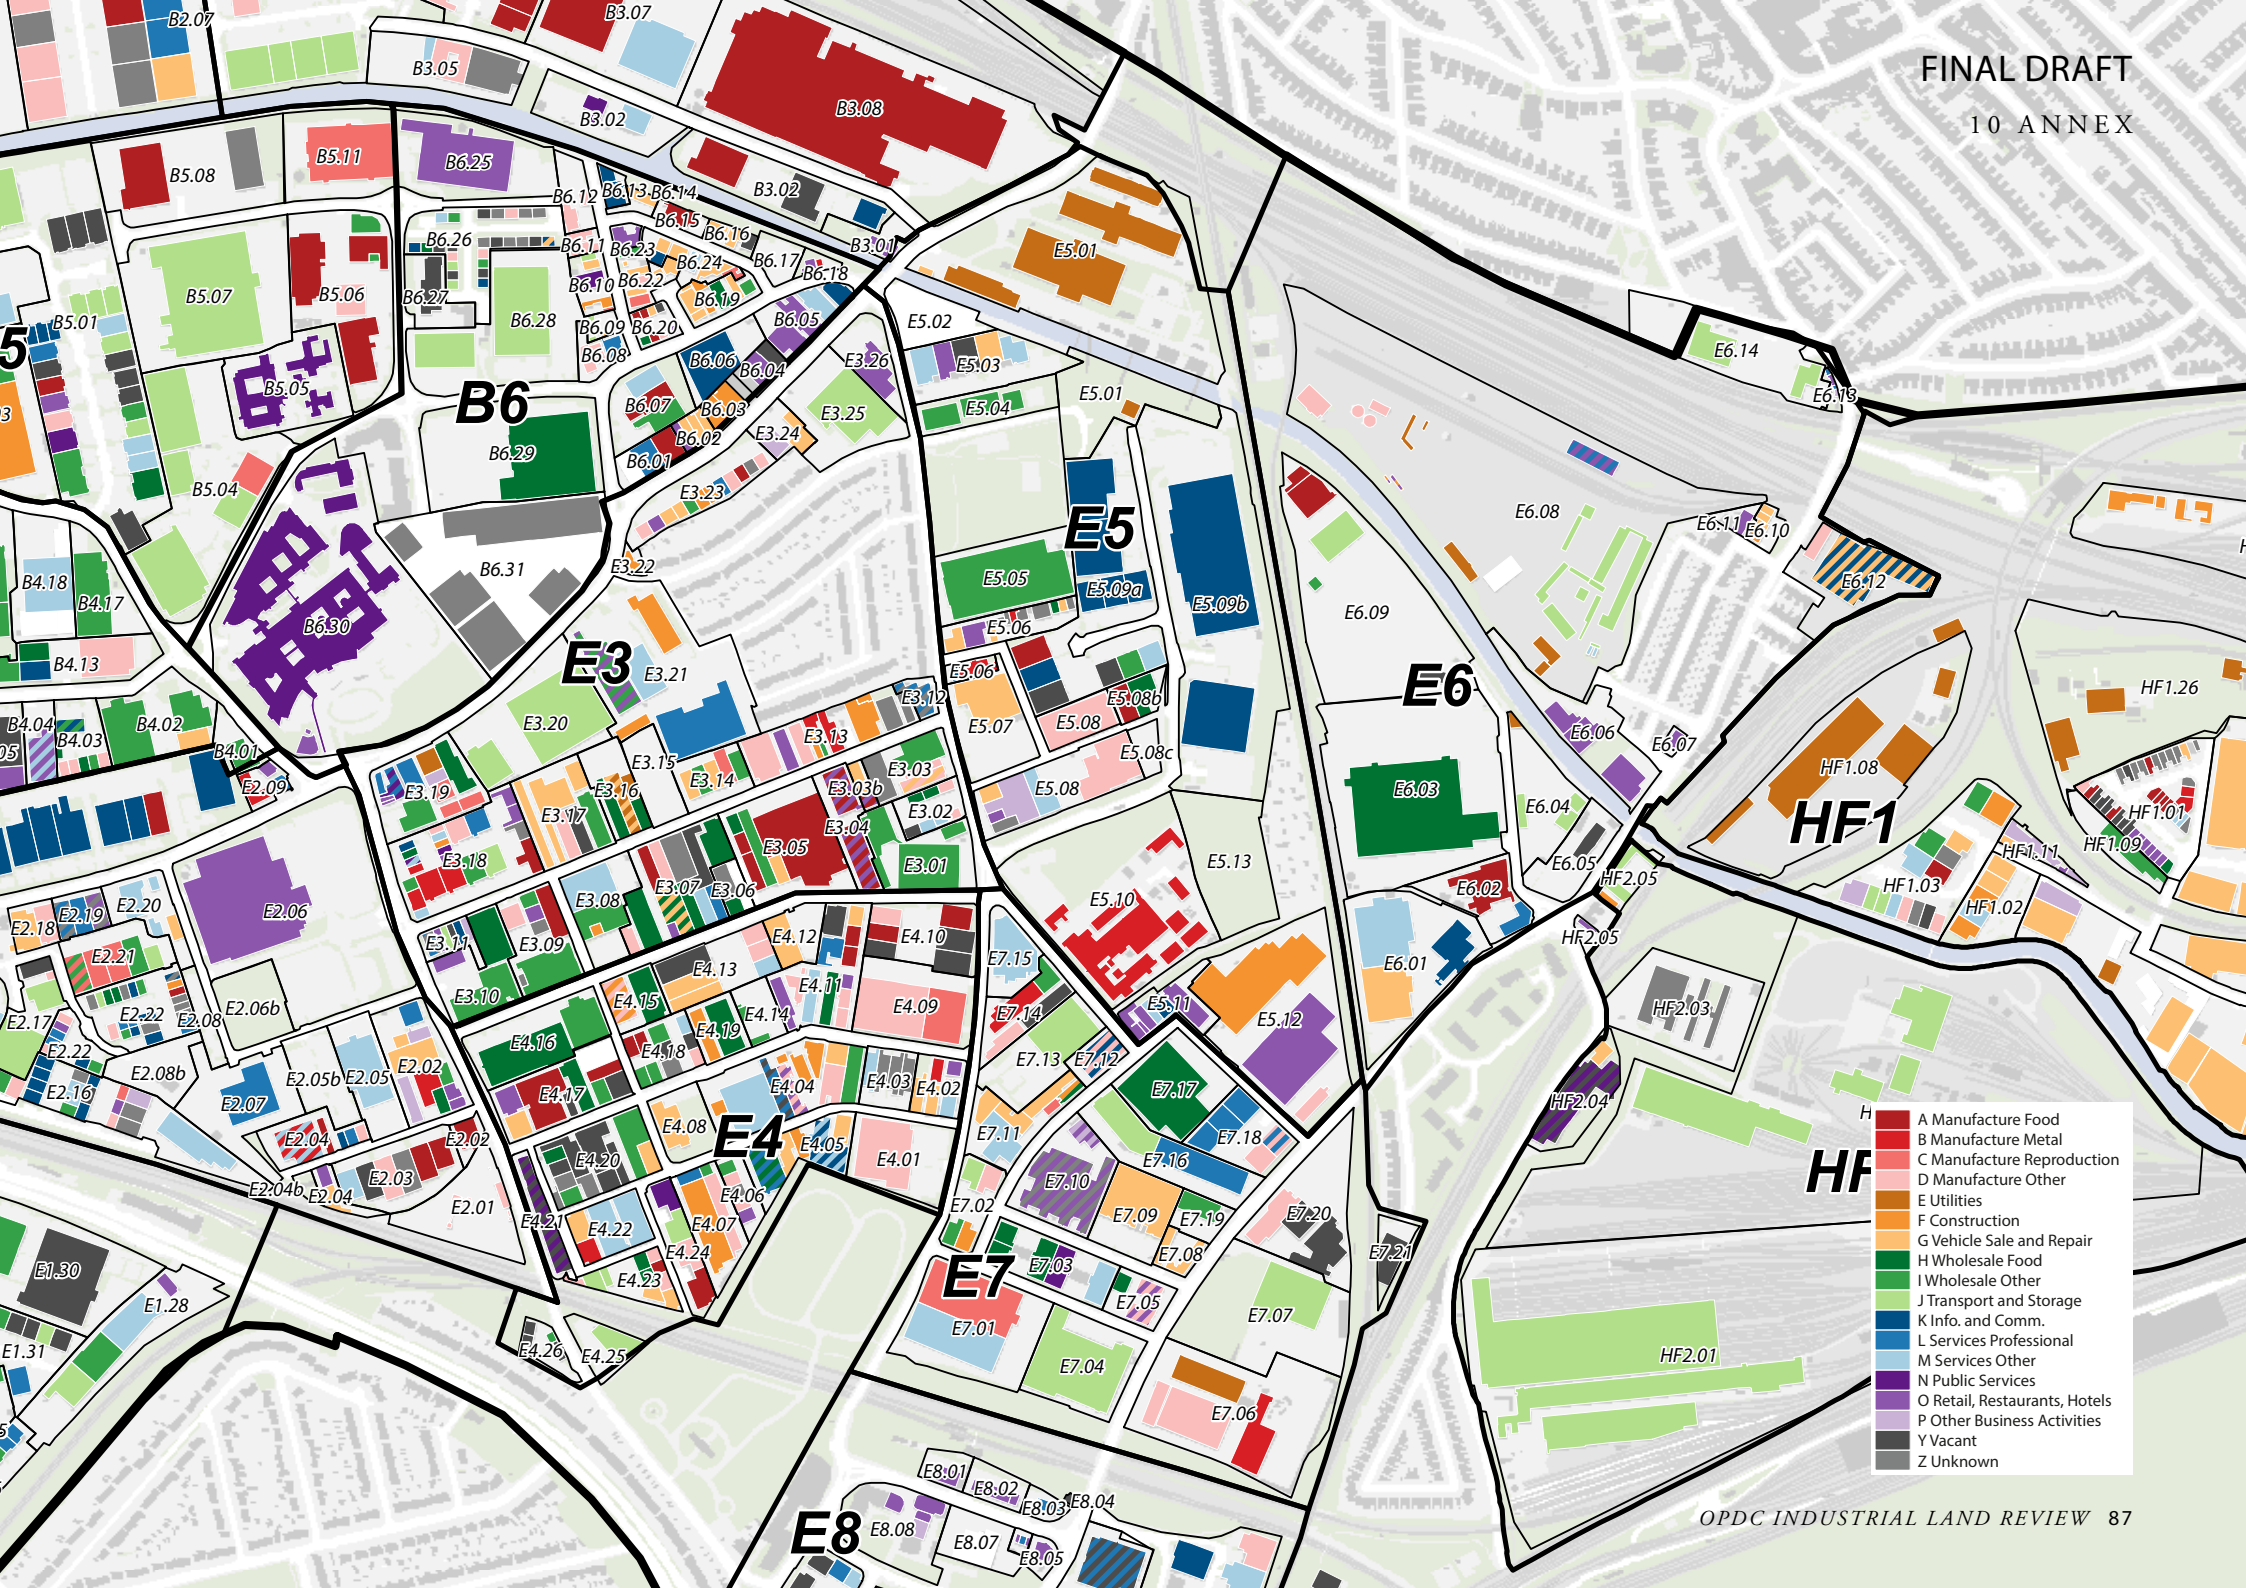 B2.07
B3.07
B3.05
FINAL DRAFT
10 ANNEX
B3.02
B3.08
B5.08
B5.11
B6.25
B6.12
B6.13
B6.14
B3.02
B6.15
B6.16
B3.01
B6.26
B6.11
B6.23
B6.24
B6.17
B6.18
E5.01
B5.07
B5.06
B6.27
B6.10
B6.22
B6.19
B5.01
B6.28
B6.09
B6.20
B6.05
E5.02
5
B6.08
B6.06
B6.04
E3.26
E5.03
E6.14
B5.05
B6
B6.07
B6.03
E3.25
E5.04
E5.01
E6.13
B6.29
B6.02
E3.24
B6.01
B5.04
E3.23
E5
E6.08
E6.11
E6.10
B4.18
B4.17
B6.31
E3.22
E5.05
E5.09a
E5.09b
E6.12
B6.30
E6.09
E5.06
B4.13
E3
E3.21
E5.06
E6
HF1.26
B4.04
B4.03
B4.02
B4.01
E3.20
E3.12
E5.07
E5.08
E5.08b
E6.06
E6.07
05
E3.13
E5.08c
E2.09
E3.19
E3.15
E3.14
E3.16
E3.17
E3.03
E3.03b
E5.08
E6.03
E6.04
HF1.08
HF1
HF1.01
E3.02
E3.04
HF1.09
HF1.11
E3.18
E3.05
E3.01
E5.13
E6.05
HF2.05
E2.06
E3.07
E3.06
E3.08
E6.02
E5.10
HF1.03
HF1.02
E2.18
E2.19
E2.20
E3.11
E3.09
E4.12
E4.10
HF2.05
E2.21
E4.13
E7.15
E6.01
E3.10
E4.15
E4.11
E4.09
E5.11
E5.12
HF2.03
E2.17
E2.22
E2.08
E2.06b
E4.14
E7.14
E4.16
E4.19
E4.18
E2.22
E2.08b
E2.05b
E2.05
E2.02
E7.13
E7.12
E2.16
E2.07
E4.17
E4.04
E4.03
E4.02
E7.17
HF2.04
H
E2.04
E2.02
E4.08
E4
E4.05
E7.11
E7.18
E4.20
E4.01
E7.16
E2.03
E2.04b
E2.04
E2.01
E4.06
E7.10
HF
E4.21
E4.22
E4.07
E7.02
E7.09
E7.19
E7.20
E4.24
E7.08
E7.21
E1.30
E4.23
E7
E7.03
E1.28
E7.05
E7.07
E7.01
E1.31
E4.26
E4.25
E7.04
HF2.01
E7.06
E8.01
E8.02
E8.03
E8.04
E8
E8.08
E8.07
E8.05
A Manufacture Food
B Manufacture Metal
C Manufacture Reproduction
D Manufacture Other
E Utilities
F Construction
G Vehicle Sale and Repair
H Wholesale Food
I Wholesale Other
J Transport and Storage
K Info. and Comm.
L Services Professional
M Services Other
N Public Services
O Retail, Restaurants, Hotels
P Other Business Activities
Y Vacant
Z Unknown
OPDC INDUSTRIAL LAND REVIEW 87